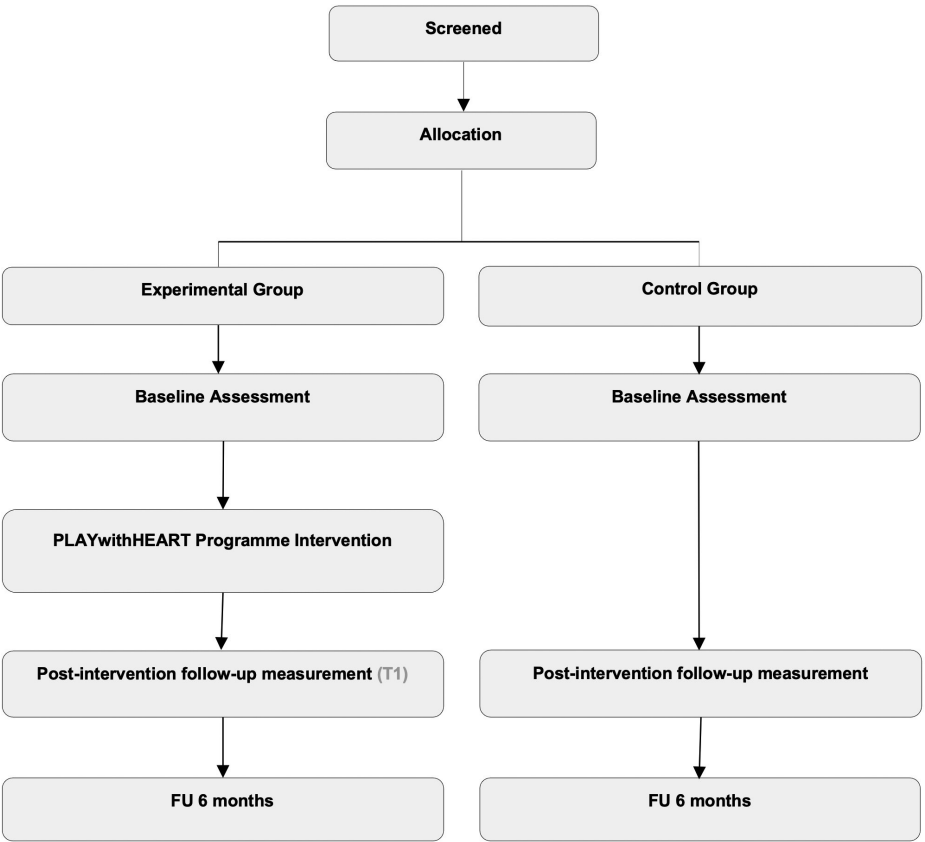 Screened
Allocation
Experimental Group
Control Group
Baseline Assessment
Baseline Assessment
PLAYwithHEART Programme Intervention
Post-intervention follow-up measurement (T1)
Post-intervention follow-up measurement
FU 6 months
FU 6 months